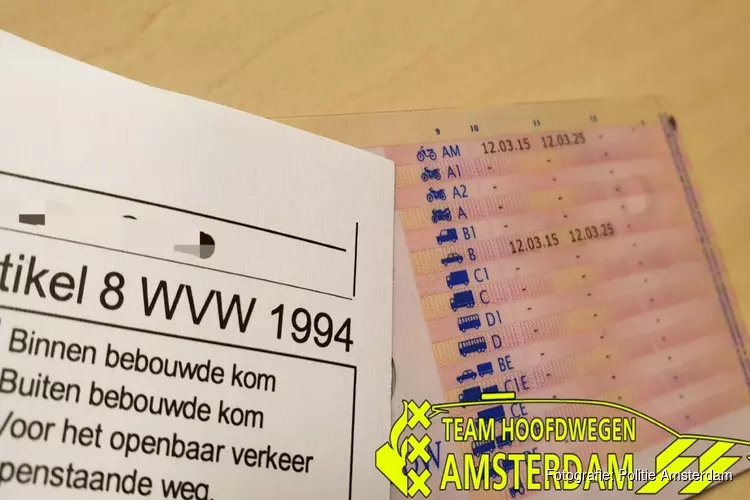 tikel 8 WVW 1994
Binnen bebouwde kom
Buiten bebouwde kom
Voor het openbaar verkeer
penstaande weg,
9 10 11 12
AM 12.03.15 12.03.25
A1 - -
A2 - -
A - -
B1 - -
B 12.03.15 12.03.25
C1 - -
C - -
D1 - -
D - -
BE - -
C1E - -
CE
TEAM HOOFDWEGEN
AMSTERDAM
Fotografie: Politie Amsterdam